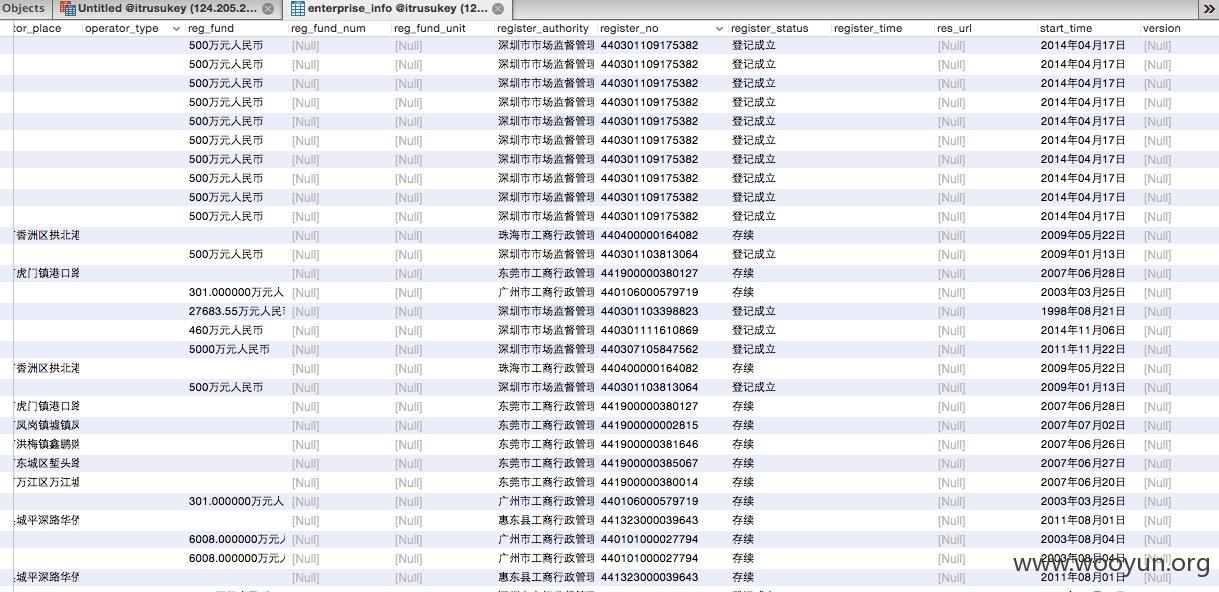 Objects Untitled @itrusukey (124.205.2... enterprise_info @itrusukey (12...
tor_place operator_type reg_fund reg_fund_num reg_fund_unit register_authority register_no register_status register_time res_url start_time version
500万元人民币 [Null] [Null] 深圳市市场监督管理 440301109175382 登记成立 [Null] 2014年04月17日 [Null]
500万元人民币 [Null] [Null] 深圳市市场监督管理 440301109175382 登记成立 [Null] 2014年04月17日 [Null]
500万元人民币 [Null] [Null] 深圳市市场监督管理 440301109175382 登记成立 [Null] 2014年04月17日 [Null]
500万元人民币 [Null] [Null] 深圳市市场监督管理 440301109175382 登记成立 [Null] 2014年04月17日 [Null]
500万元人民币 [Null] [Null] 深圳市市场监督管理 440301109175382 登记成立 [Null] 2014年04月17日 [Null]
500万元人民币 [Null] [Null] 深圳市市场监督管理 440301109175382 登记成立 [Null] 2014年04月17日 [Null]
500万元人民币 [Null] [Null] 深圳市市场监督管理 440301109175382 登记成立 [Null] 2014年04月17日 [Null]
500万元人民币 [Null] [Null] 深圳市市场监督管理 440301109175382 登记成立 [Null] 2014年04月17日 [Null]
500万元人民币 [Null] [Null] 深圳市市场监督管理 440301109175382 登记成立 [Null] 2014年04月17日 [Null]
500万元人民币 [Null] [Null] 深圳市市场监督管理 440301109175382 登记成立 [Null] 2014年04月17日 [Null]
香洲区拱北港 [Null] [Null] 珠海市工商行政管理 440400000164082 存续 [Null] 2009年05月22日 [Null]
500万元人民币 [Null] [Null] 深圳市市场监督管理 440301103813064 登记成立 [Null] 2009年01月13日 [Null]
虎门镇港口路 [Null] [Null] 东莞市工商行政管理 441900000380127 存续 [Null] 2007年06月28日 [Null]
301.000000万元人 [Null] [Null] 广州市工商行政管理 440106000579719 存续 [Null] 2003年03月25日 [Null]
27683.55万元人民 [Null] [Null] 深圳市市场监督管理 440301103398823 登记成立 [Null] 1998年08月21日 [Null]
460万元人民币 [Null] [Null] 深圳市市场监督管理 440301111610869 登记成立 [Null] 2014年11月06日 [Null]
5000万元人民币 [Null] [Null] 深圳市市场监督管理 440307105847562 登记成立 [Null] 2011年11月22日 [Null]
香洲区拱北港 [Null] [Null] 珠海市工商行政管理 440400000164082 存续 [Null] 2009年05月22日 [Null]
500万元人民币 [Null] [Null] 深圳市市场监督管理 440301103813064 登记成立 [Null] 2009年01月13日 [Null]
虎门镇港口路 [Null] [Null] 东莞市工商行政管理 441900000380127 存续 [Null] 2007年06月28日 [Null]
凤岗镇墟镇凤 [Null] [Null] 东莞市工商行政管理 441900000002815 存续 [Null] 2007年07月02日 [Null]
洪梅镇鑫鹏 [Null] [Null] 东莞市工商行政管理 441900000381646 存续 [Null] 2007年06月26日 [Null]
东城区堑头路 [Null] [Null] 东莞市工商行政管理 441900000385067 存续 [Null] 2007年06月27日 [Null]
万江区万江 [Null] [Null] 东莞市工商行政管理 441900000380014 存续 [Null] 2007年06月20日 [Null]
301.000000万元人 [Null] [Null] 广州市工商行政管理 440106000579719 存续 [Null] 2003年03月25日 [Null]
城平深路华侨 [Null] [Null] 惠东县工商行政管理 441323000039643 存续 [Null] 2011年08月01日 [Null]
6008.000000万元人 [Null] [Null] 广州市工商行政管理 440101000027794 存续 [Null] 2003年08月04日 [Null]
6008.000000万元人 [Null] [Null] 广州市工商行政管理 440101000027794 存续 [Null] 2003年08月04日 [Null]
城平深路华侨 [Null] [Null] 惠东县工商行政管理 441323000039643 存续 [Null] 2011年08月01日 [Null]
www.wooyun.org